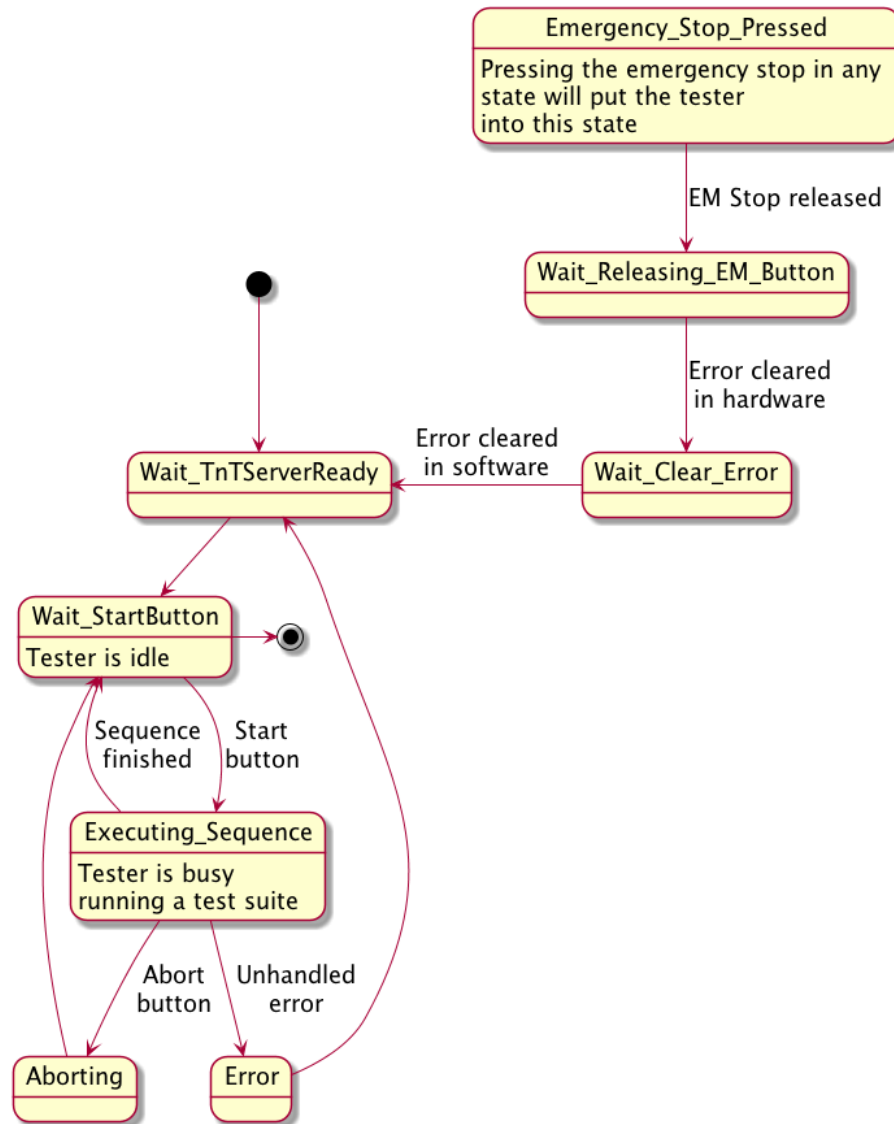 Emergency_Stop_Pressed
Pressing the emergency stop in any
state will put the tester
into this state
EM Stop released
Wait_Releasing_EM_Button
Error cleared
in hardware
Error cleared
in software
Wait_TnTServerReady
Wait_Clear_Error
Wait_StartButton
Tester is idle
Sequence
finished
Start
button
Executing_Sequence
Tester is busy
running a test suite
Abort
button
Unhandled
error
Aborting
Error